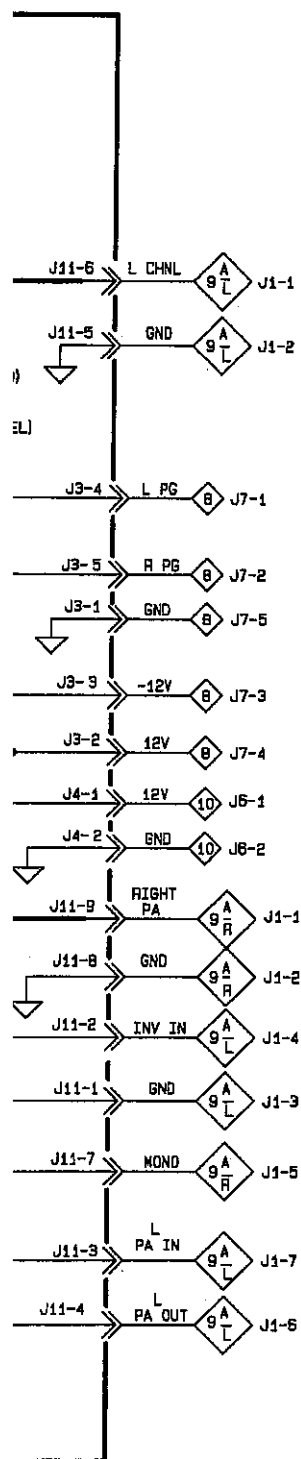 J11-6 L CHNL 9 A/L J1-1
J11-5 GND 9 A/L J1-2
)
EL)
J3-4 L PG 8 J7-1
J3-5 R PG 8 J7-2
J3-1 GND 8 J7-5
J3-3 -12V 8 J7-3
J3-2 12V 8 J7-4
J4-1 12V 10 J6-1
J4-2 GND 10 J6-2
RIGHT
J11-9 PA 9 A/R J1-1
J11-8 GND 9 A/R J1-2
J11-2 INV IN 9 A/L J1-4
J11-1 GND 9 A/L J1-3
J11-7 MONO 9 A/R J1-5
L
J11-3 PA IN 9 A/L J1-7
L
J11-4 PA OUT 9 A/L J1-6